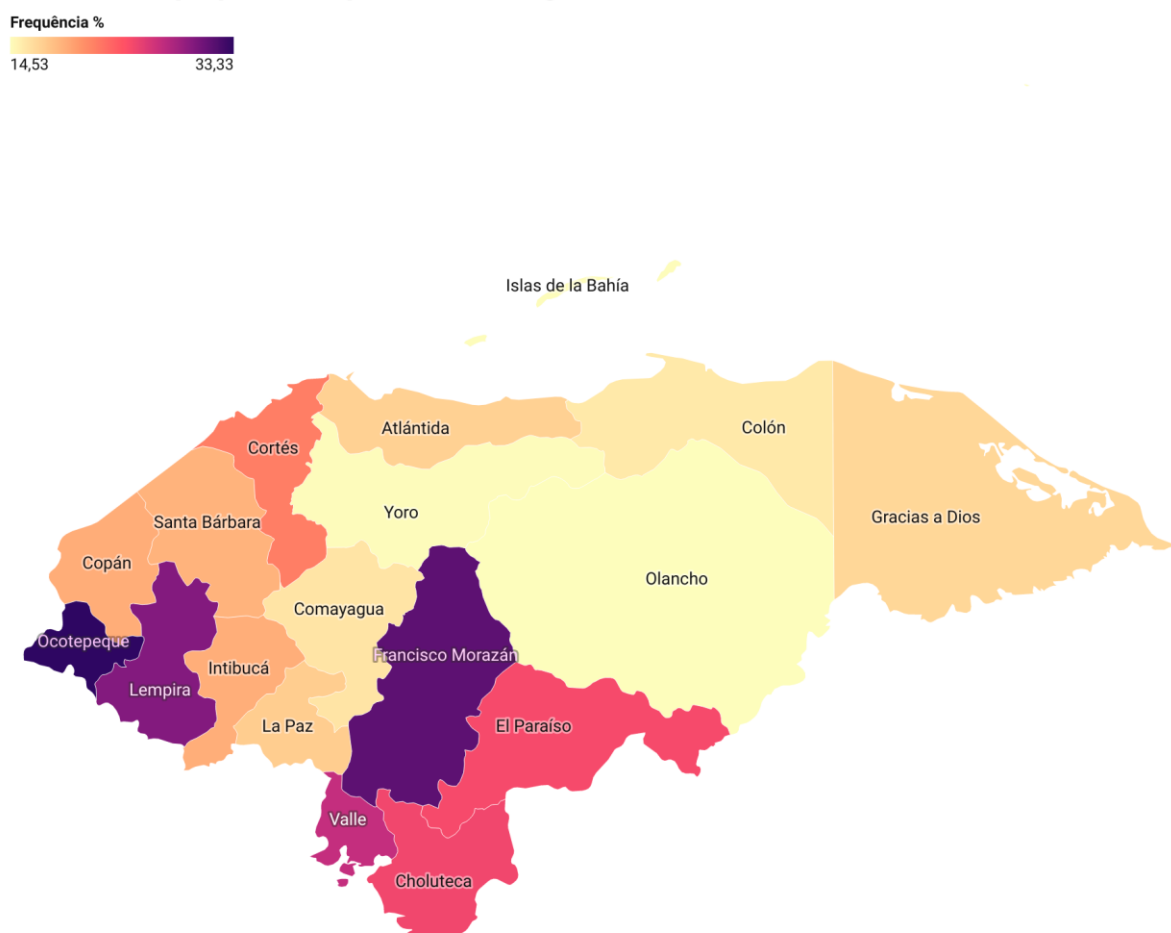 Frequência %
14,53 33,33
Islas de la Bahía
Atlántida
Colón
Cortés
Yoro
Gracias a Dios
Santa Bárbara
Copán
Olancho
Comayagua
Ocotepeque
Francisco Morazán
Intibucá
Lempira
La Paz
El Paraíso
Valle
Choluteca